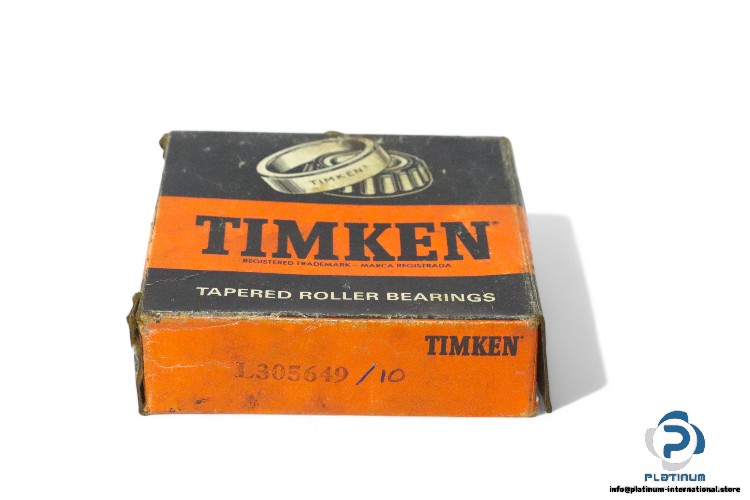 TIMKEN
TIMKEN
REGISTERED TRADEMARK – MARCA REGISTRADA
TAPERED ROLLER BEARINGS
TIMKEN
L305649 /10
PLATINUM
info@platinum-international.store